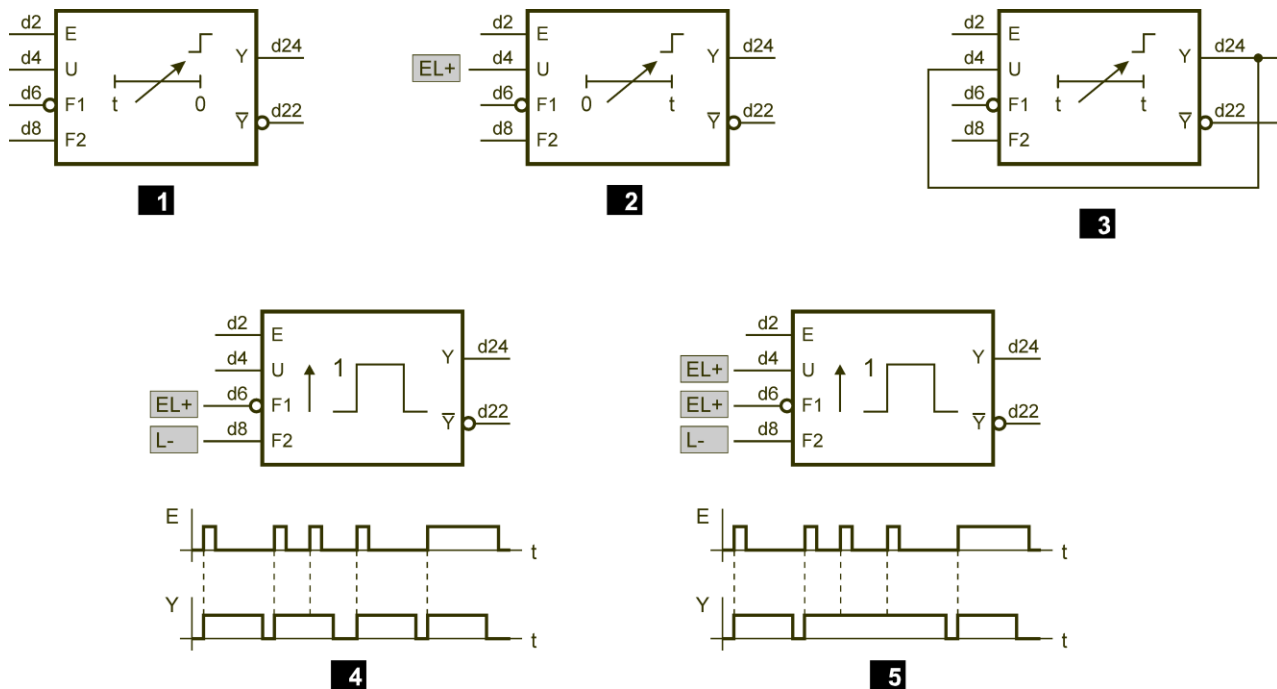 d2 E
d4 U
d6 F1
d8 F2
t 0
Y d24
Y̅ d22
1
d2 E
EL+ d4 U
d6 F1
d8 F2
0 t
Y d24
Y̅ d22
2
d2 E
d4 U
d6 F1
d8 F2
t t
Y d24
Y̅ d22
3
d2 E
d4 U
EL+ d6 F1
L- d8 F2
1
Y d24
Y̅ d22
E t
Y t
4
d2 E
EL+ d4 U
EL+ d6 F1
L- d8 F2
1
Y d24
Y̅ d22
E t
Y t
5